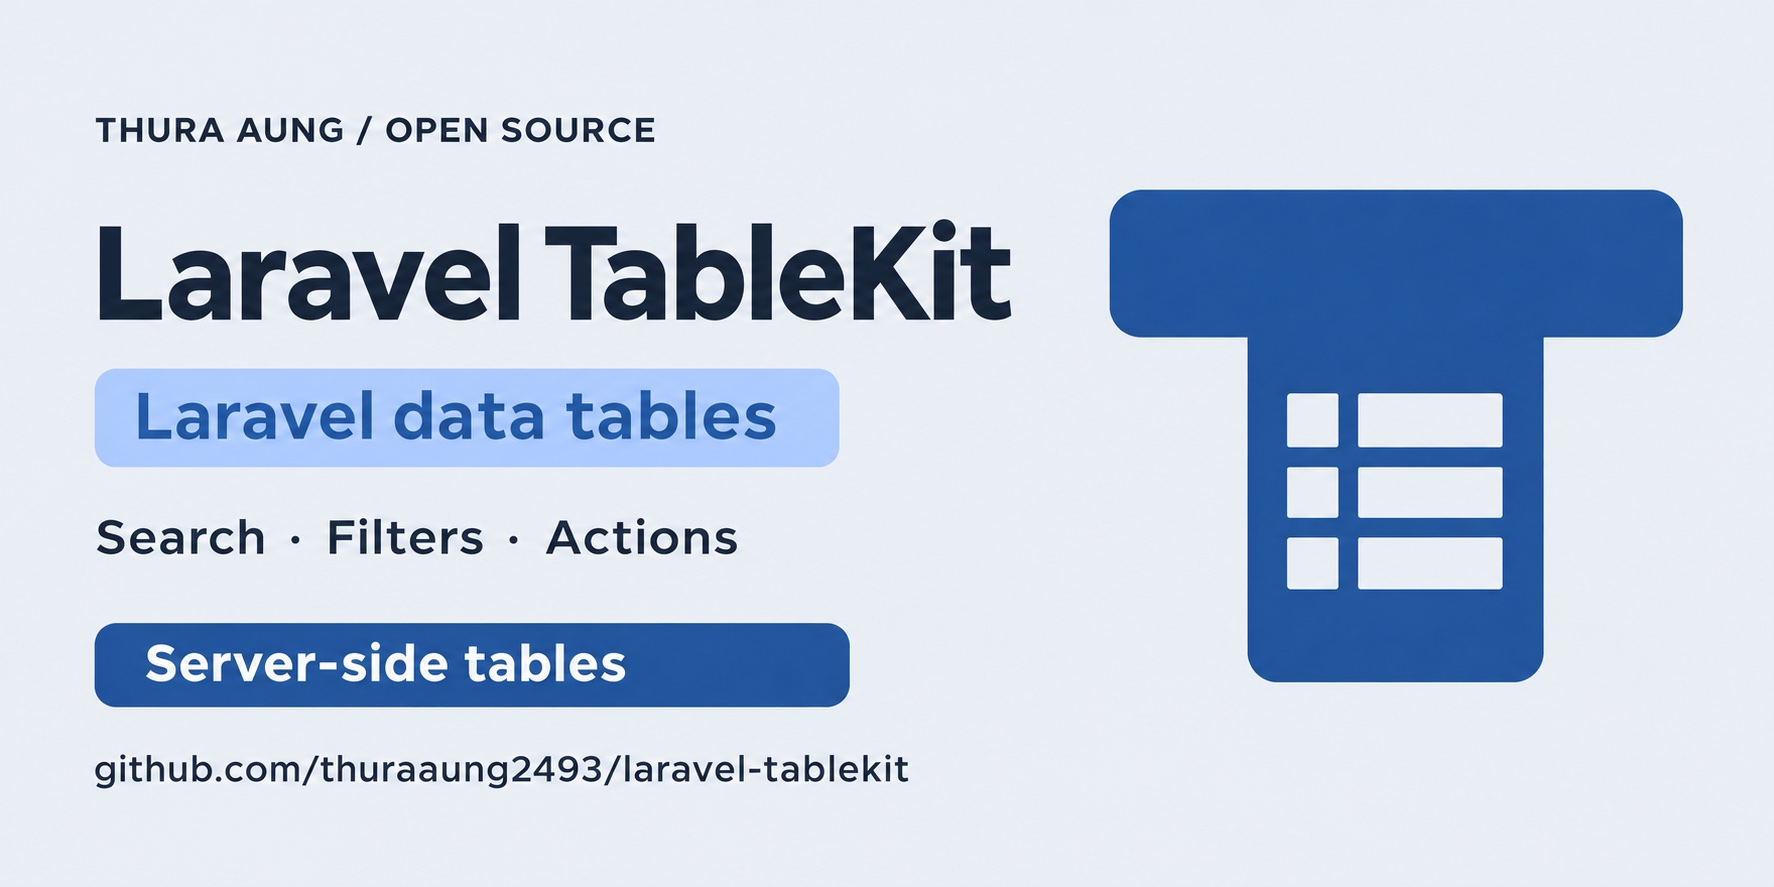 THURA AUNG / OPEN SOURCE
Laravel TableKit
Laravel data tables
Search · Filters · Actions
Server-side tables
github.com/thuraaung2493/laravel-tablekit